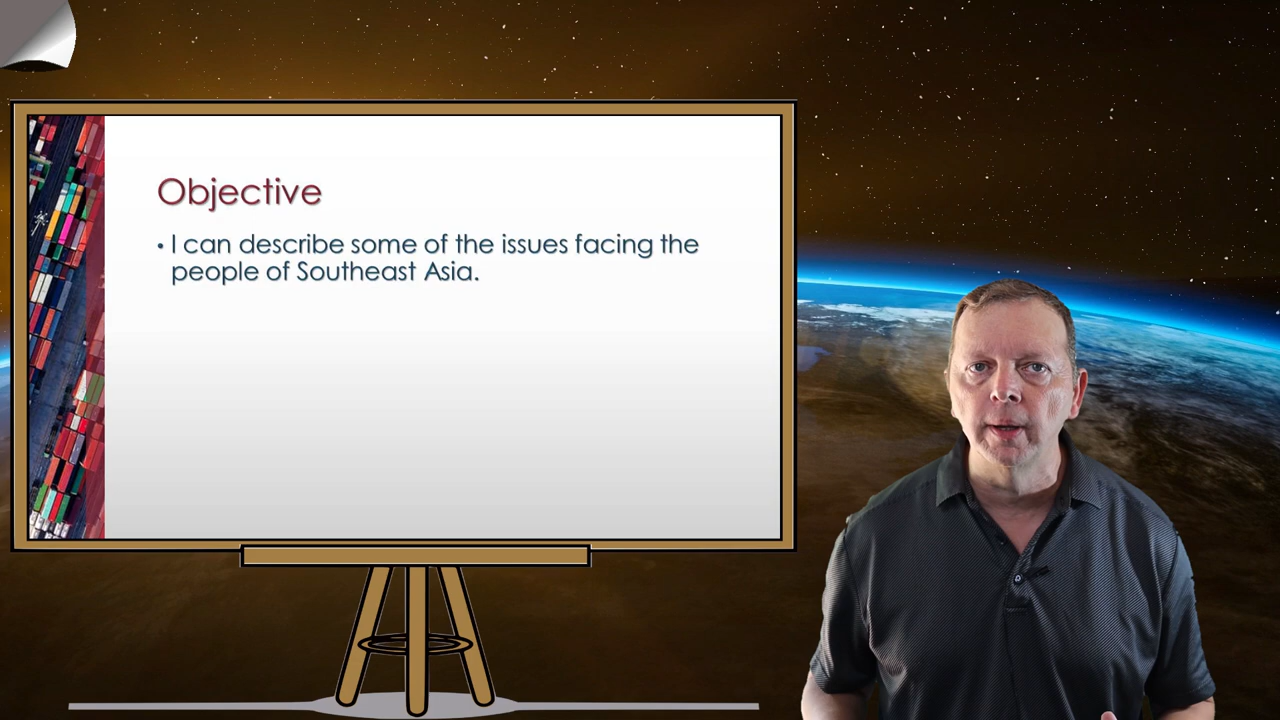 Objective
• I can describe some of the issues facing the
people of Southeast Asia.